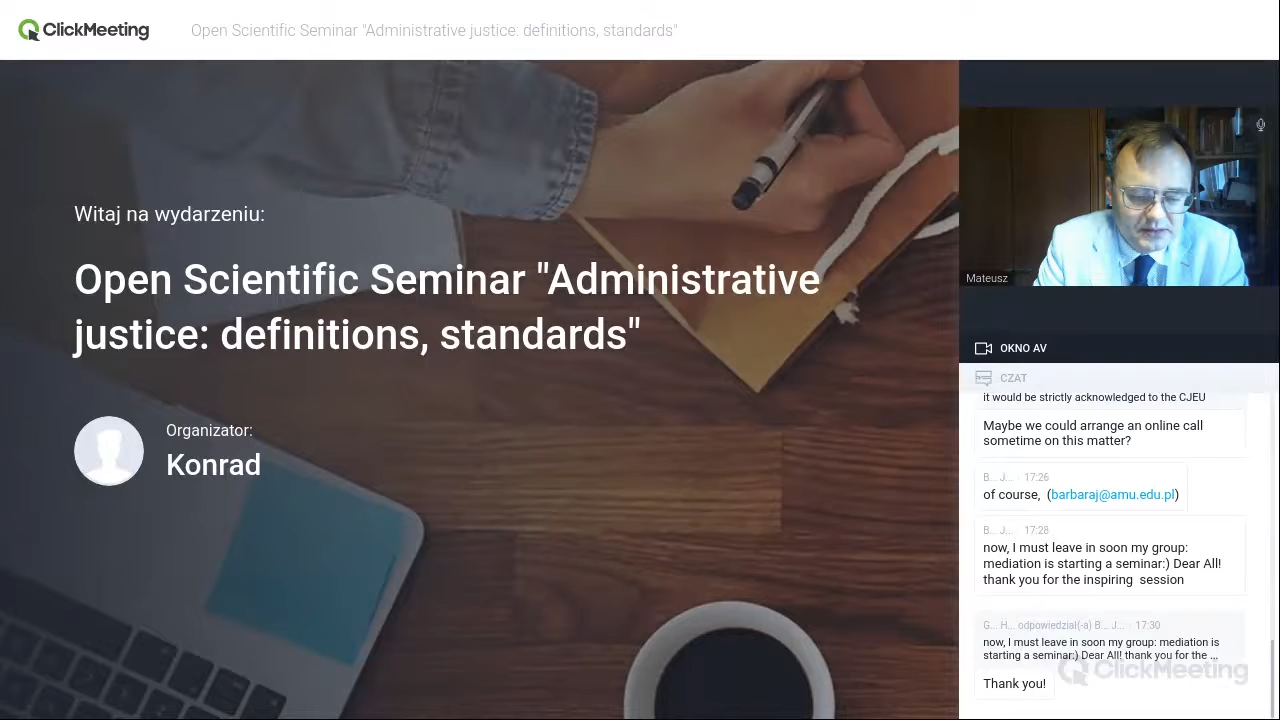 ClickMeeting
Open Scientific Seminar "Administrative justice: definitions, standards"
Witaj na wydarzeniu:
Open Scientific Seminar "Administrative
justice: definitions, standards"
Organizator:
Konrad
Mateusz
OKNO AV
CZAT
it would be strictly acknowledged to the CJEU
Maybe we could arrange an online call
sometime on this matter?
B... J... 17:26
of course, (barbaraj@amu.edu.pl)
B... J... 17:28
now, I must leave in soon my group:
mediation is starting a seminar:) Dear All!
thank you for the inspiring session
G... H... odpowiedział(-a) B... J... 17:30
now, I must leave in soon my group: mediation is
starting a seminar:) Dear All! thank you for the ...
ClickMeeting
Thank you!